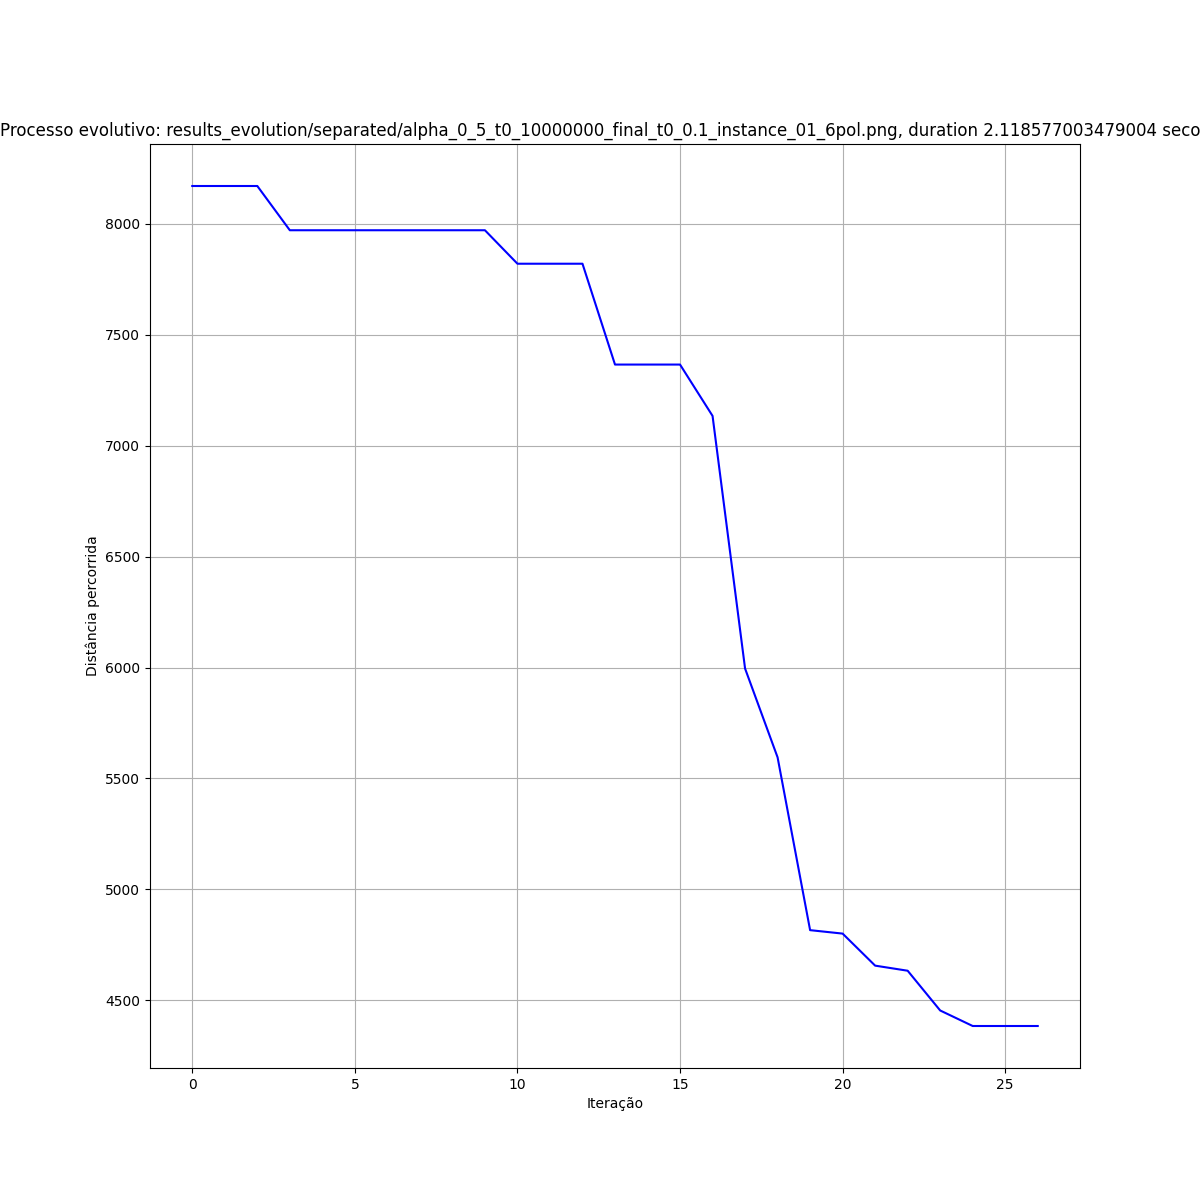 Processo evolutivo: results_evolution/separated/alpha_0_5_t0_10000000_final_t0_0.1_instance_01_6pol.png, duration 2.118577003479004 seco
8000
7500
7000
6500
6000
5500
5000
4500
Distância percorrida
0 5 10 15 20 25
Iteração